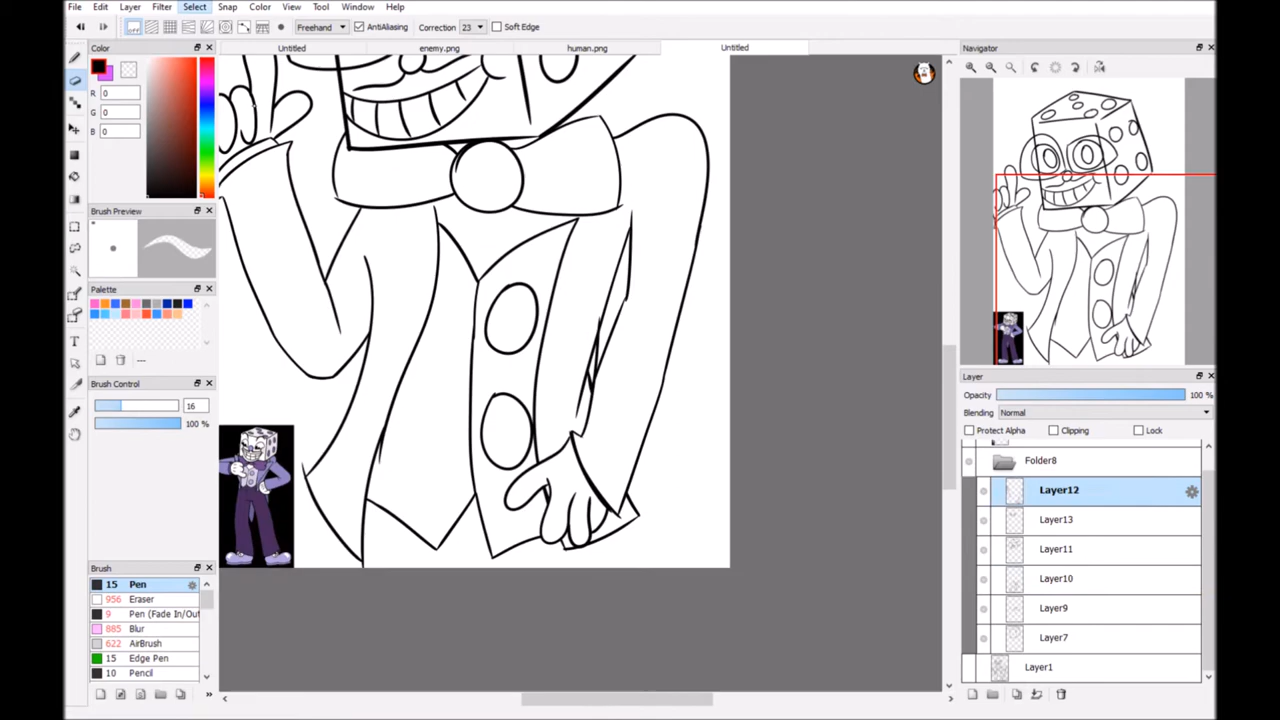 File Edit Layer Filter Select Snap Color View Tool Window Help
off Freehand AntiAliasing Correction 23 Soft Edge
Color
Untitled enemy.png human.png Untitled
Navigator
R 0
G 0
B 0
Brush Preview
Palette
---
Brush Control
16
100 %
Brush
15 Pen
956 Eraser
9 Pen (Fade In/Out
885 Blur
622 AirBrush
15 Edge Pen
10 Pencil
Layer
Opacity 100 %
Blending Normal
Protect Alpha Clipping Lock
Folder8
Layer12
Layer13
Layer11
Layer10
Layer9
Layer7
Layer1